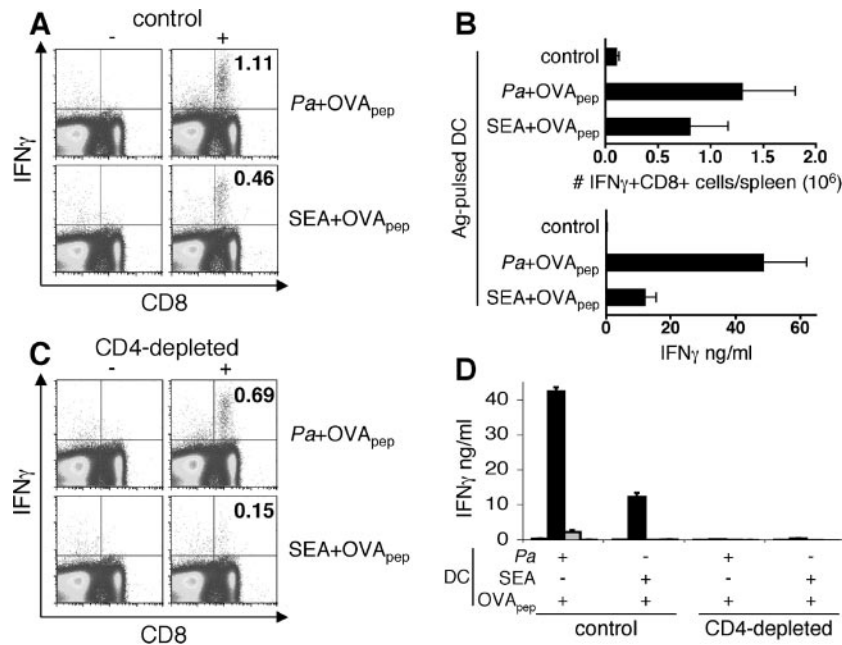 A
control
- +
1.11
Pa+OVApep
0.46
SEA+OVApep
IFNγ
CD8
B
Ag-pulsed DC
control
Pa+OVApep
SEA+OVApep
0.0 0.5 1.0 1.5 2.0
# IFNγ+CD8+ cells/spleen (10⁶)
control
Pa+OVApep
SEA+OVApep
0 20 40 60
IFNγ ng/ml
C
CD4-depleted
- +
0.69
Pa+OVApep
0.15
SEA+OVApep
IFNγ
CD8
D
IFNγ ng/ml
40
30
20
10
0
DC
Pa + - + -
SEA - + - +
OVApep + + + +
control CD4-depleted